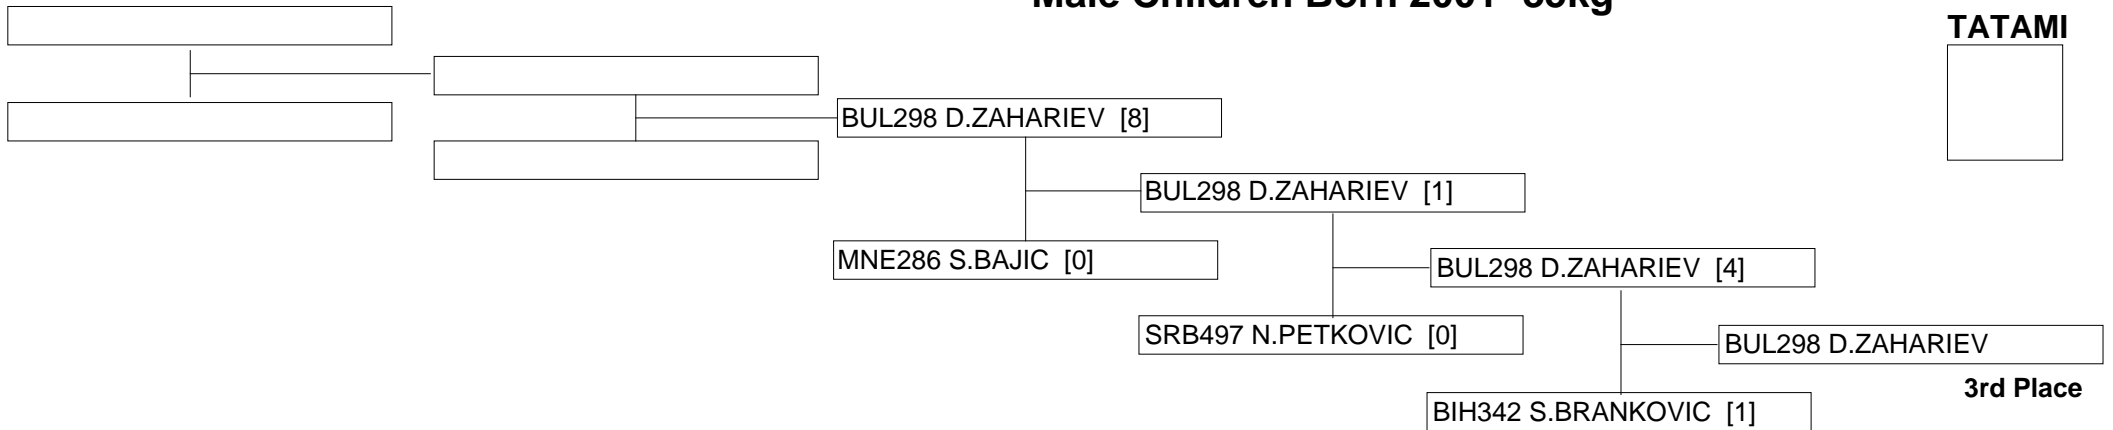 TATAMI
BUL298 D.ZAHARIEV [8]
BUL298 D.ZAHARIEV [1]
MNE286 S.BAJIC [0]
BUL298 D.ZAHARIEV [4]
SRB497 N.PETKOVIC [0]
BUL298 D.ZAHARIEV
3rd Place
BIH342 S.BRANKOVIC [1]